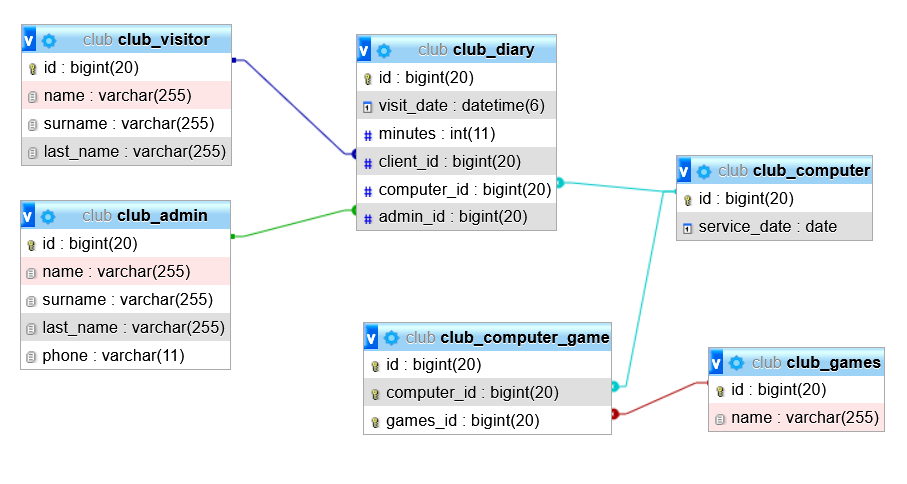 v club club_visitor
id : bigint(20)
name : varchar(255)
surname : varchar(255)
last_name : varchar(255)
v club club_admin
id : bigint(20)
name : varchar(255)
surname : varchar(255)
last_name : varchar(255)
phone : varchar(11)
v club club_diary
id : bigint(20)
visit_date : datetime(6)
# minutes : int(11)
# client_id : bigint(20)
# computer_id : bigint(20)
# admin_id : bigint(20)
v club club_computer
id : bigint(20)
service_date : date
v club club_computer_game
id : bigint(20)
computer_id : bigint(20)
games_id : bigint(20)
v club club_games
id : bigint(20)
name : varchar(255)